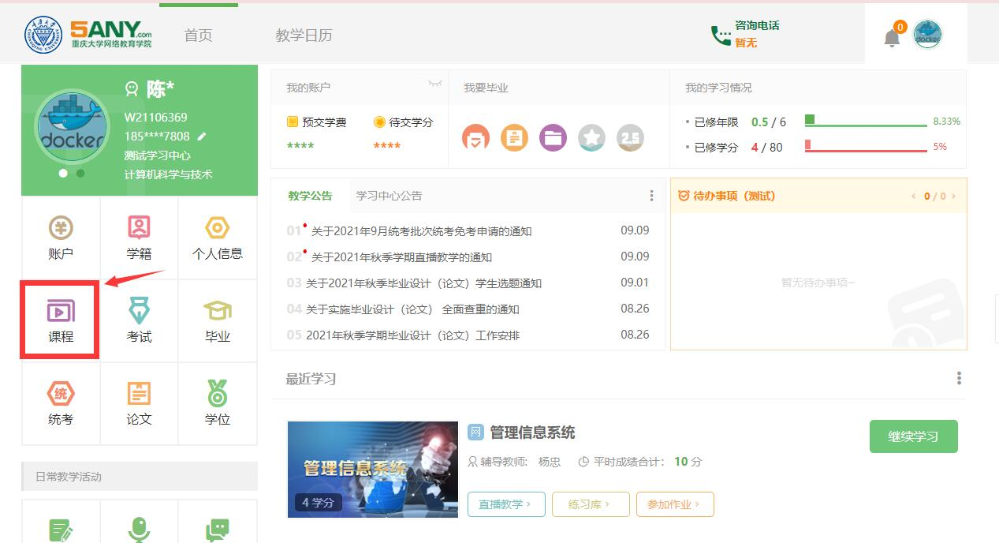 5ANY.com
重庆大学网络教育学院
首页
教学日历
咨询电话
暂无
0
docker
陈*
W21106369
185****7808
测试学习中心
计算机科学与技术
docker
我的账户
预交学费
待交学分
****
****
我要毕业
2.5
我的学习情况
已修年限 0.5 / 6 8.33%
已修学分 4 / 80 5%
账户
学籍
个人信息
课程
考试
毕业
统
统考
论文
学位
日常教学活动
教学公告
学习中心公告
01 关于2021年9月统考批次统考免考申请的通知 09.09
02 关于2021年秋季学期直播教学的通知 09.09
03 关于2021年秋季毕业设计（论文）学生选题通知 09.01
04 关于实施毕业设计（论文） 全面查重的通知 08.26
05 2021年秋季学期毕业设计（论文）工作安排 08.26
待办事项（测试）
‹ 0 / 0 ›
暂无待办事项~
最近学习
管理信息系统
4 学分
网 管理信息系统
辅导教师: 杨忠 平时成绩合计: 10 分
直播教学 ›
练习库 ›
参加作业 ›
继续学习